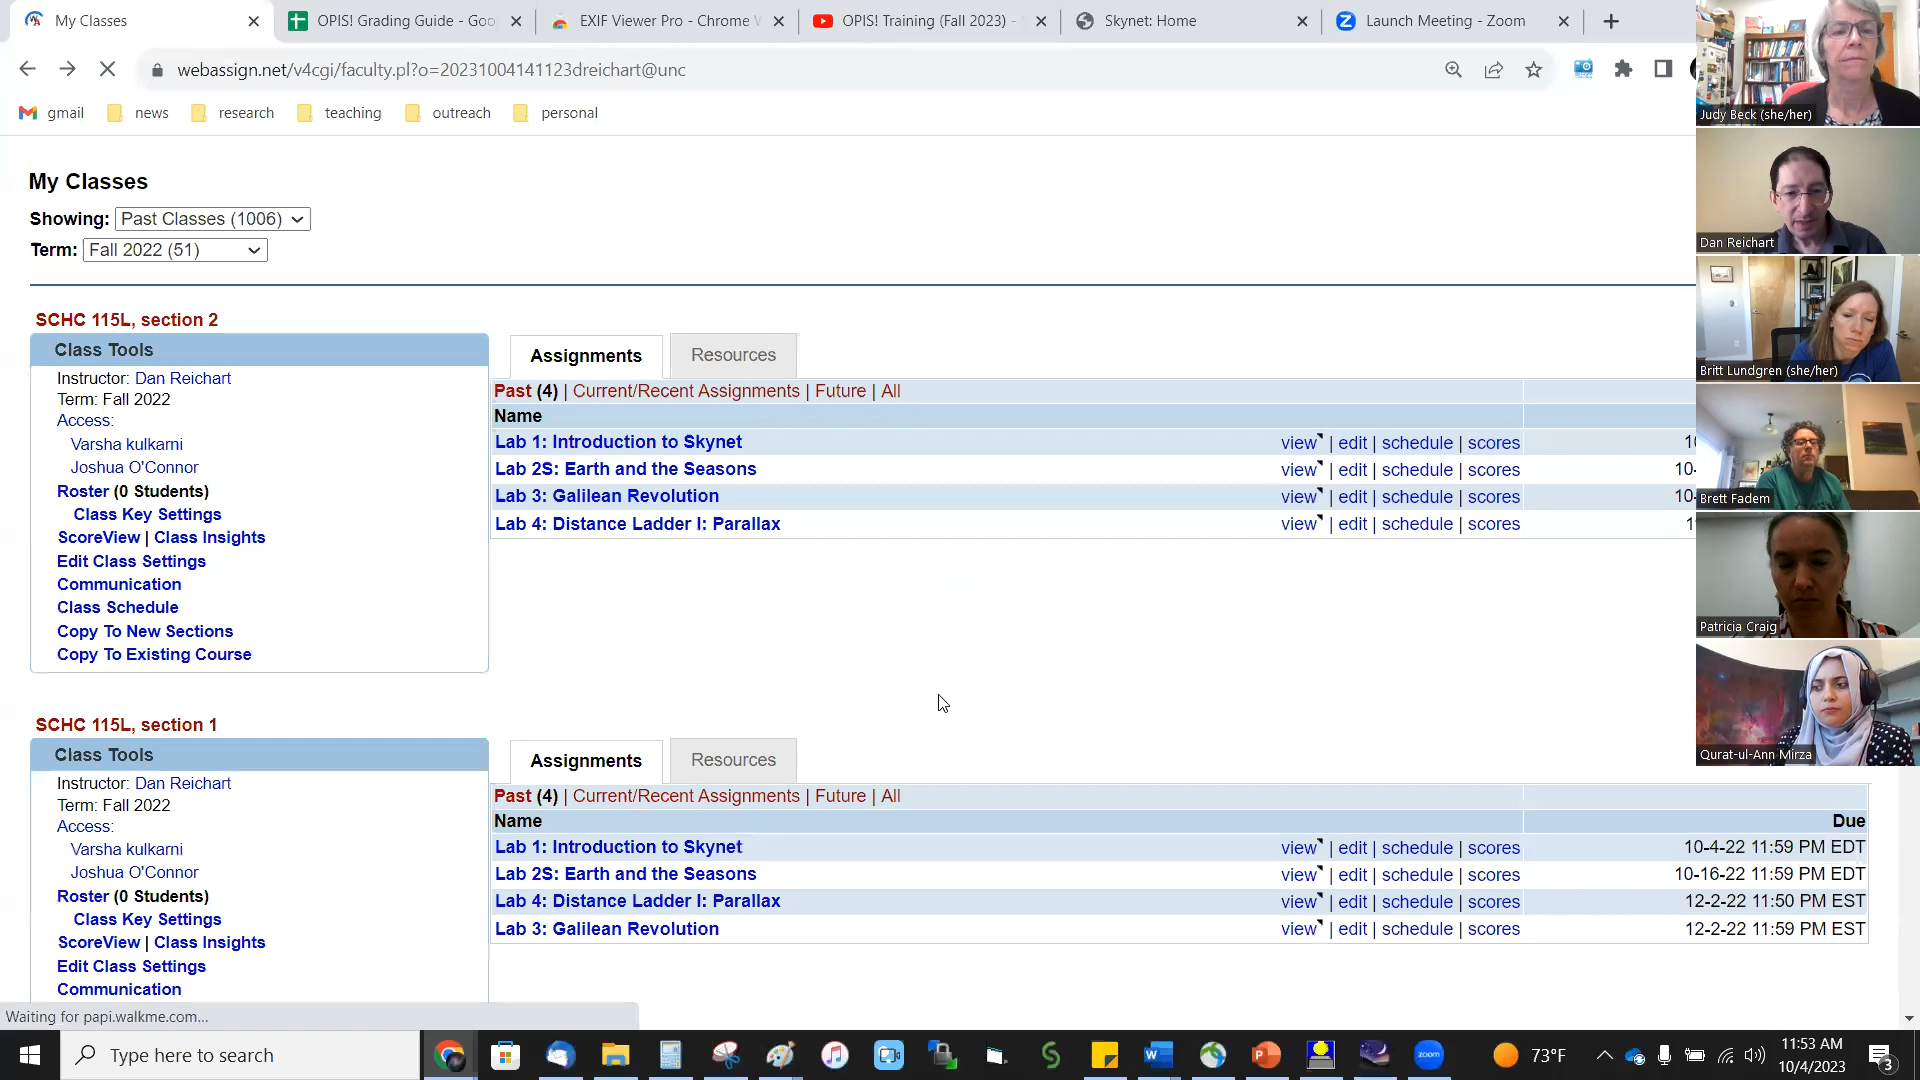 My Classes
OPIS! Grading Guide - Goo
EXIF Viewer Pro - Chrome W
OPIS! Training (Fall 2023) -
Skynet: Home
Launch Meeting - Zoom
webassign.net/v4cgi/faculty.pl?o=20231004141123dreichart@unc
gmail
news
research
teaching
outreach
personal
My Classes
Showing: Past Classes (1006)
Term: Fall 2022 (51)
SCHC 115L, section 2
Class Tools
Instructor: Dan Reichart
Term: Fall 2022
Access:
Varsha kulkarni
Joshua O'Connor
Roster (0 Students)
Class Key Settings
ScoreView | Class Insights
Edit Class Settings
Communication
Class Schedule
Copy To New Sections
Copy To Existing Course
Assignments
Resources
Past (4) | Current/Recent Assignments | Future | All
Name
Lab 1: Introduction to Skynet view | edit | schedule | scores 10
Lab 2S: Earth and the Seasons view | edit | schedule | scores 10-
Lab 3: Galilean Revolution view | edit | schedule | scores 10-
Lab 4: Distance Ladder I: Parallax view | edit | schedule | scores 1
SCHC 115L, section 1
Class Tools
Instructor: Dan Reichart
Term: Fall 2022
Access:
Varsha kulkarni
Joshua O'Connor
Roster (0 Students)
Class Key Settings
ScoreView | Class Insights
Edit Class Settings
Communication
Assignments
Resources
Past (4) | Current/Recent Assignments | Future | All
Name Due
Lab 1: Introduction to Skynet view | edit | schedule | scores 10-4-22 11:59 PM EDT
Lab 2S: Earth and the Seasons view | edit | schedule | scores 10-16-22 11:59 PM EDT
Lab 4: Distance Ladder I: Parallax view | edit | schedule | scores 12-2-22 11:50 PM EST
Lab 3: Galilean Revolution view | edit | schedule | scores 12-2-22 11:59 PM EST
Judy Beck (she/her)
Dan Reichart
Britt Lundgren (she/her)
Brett Fadem
Patricia Craig
Qurat-ul-Ann Mirza
Waiting for papi.walkme.com...
Type here to search
zoom
73°F
11:53 AM
10/4/2023
3